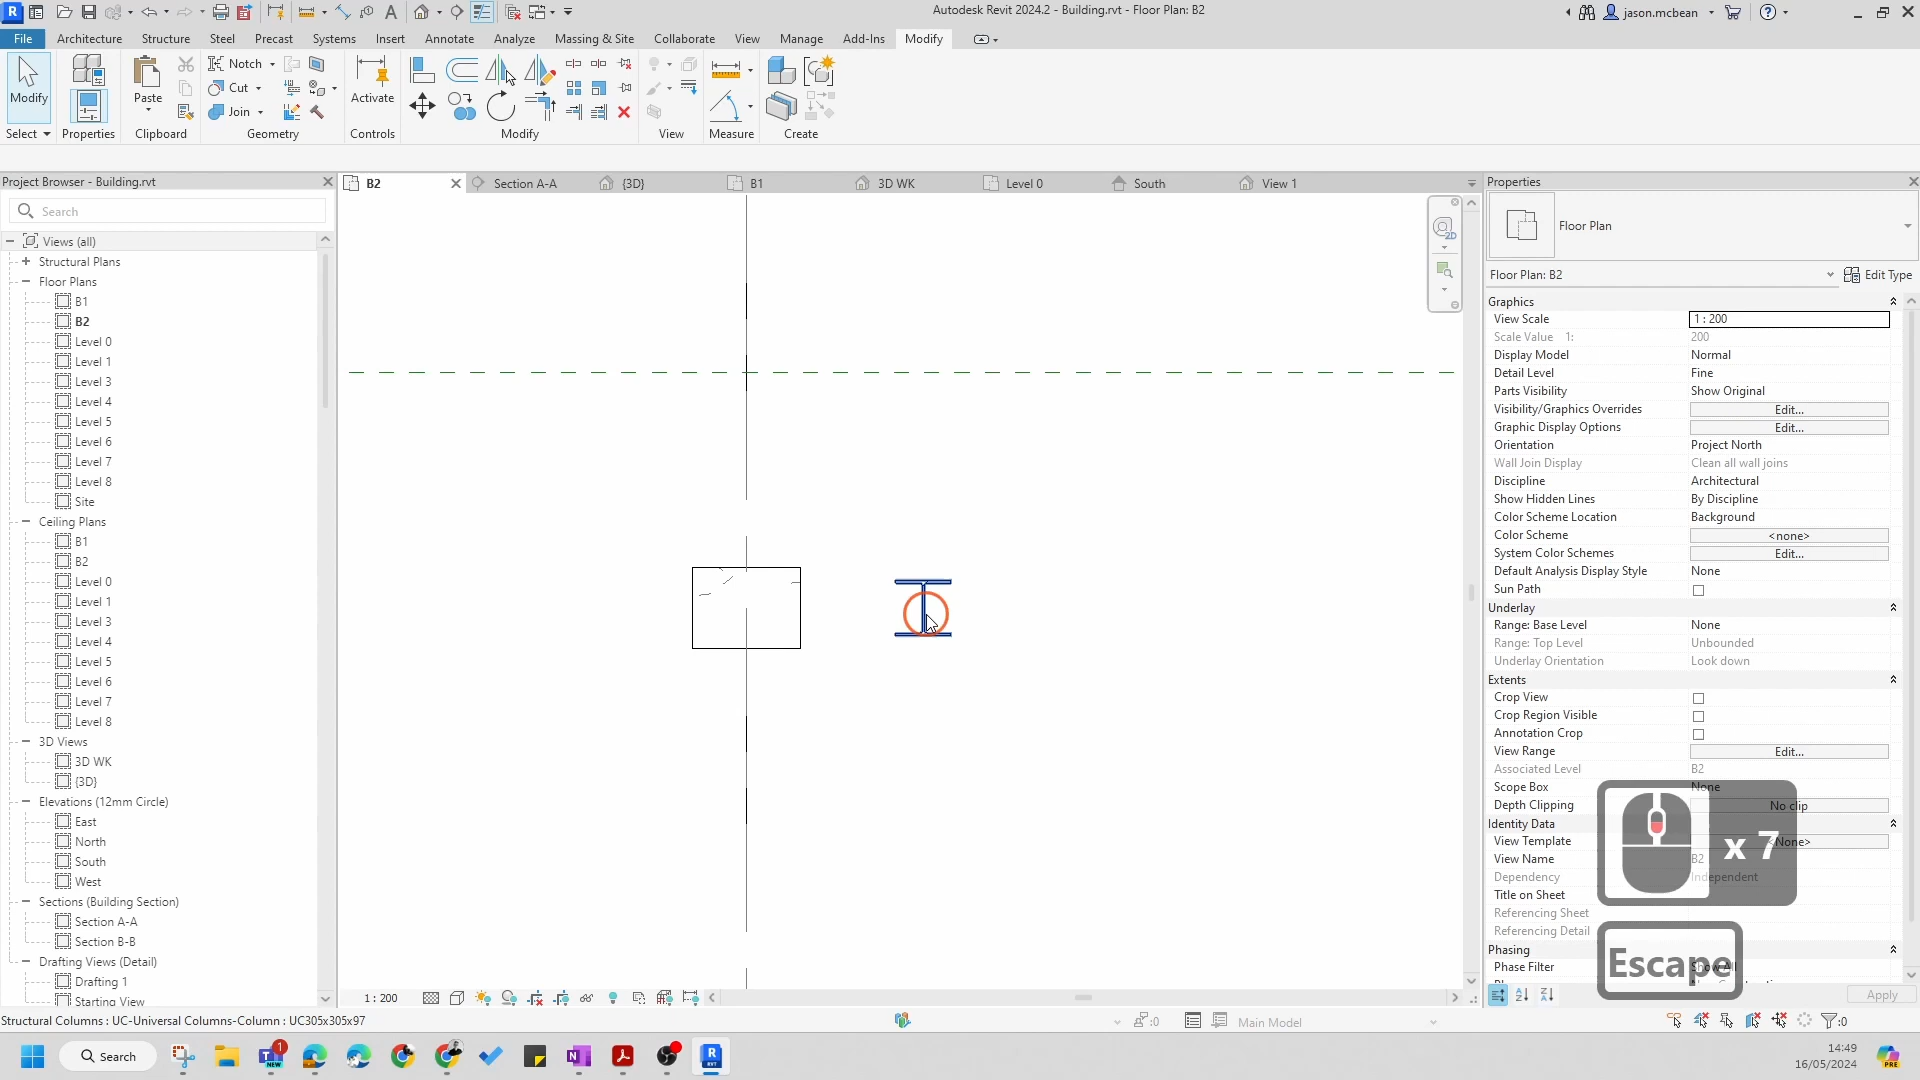 Autodesk Revit 2024.2 - Building.rvt - Floor Plan: B2
jason.mcbean
File Architecture Structure Steel Precast Systems Insert Annotate Analyze Massing & Site Collaborate View Manage Add-Ins Modify
Modify
Paste
Notch
Cut
Join
Activate
Select Properties Clipboard Geometry Controls Modify View Measure Create
Project Browser - Building.rvt
B2 Section A-A {3D} B1 3D WK Level 0 South View 1
Properties
Search
Views (all)
Structural Plans
Floor Plans
B1
B2
Level 0
Level 1
Level 3
Level 4
Level 5
Level 6
Level 7
Level 8
Site
Ceiling Plans
B1
B2
Level 0
Level 1
Level 3
Level 4
Level 5
Level 6
Level 7
Level 8
3D Views
3D WK
{3D}
Elevations (12mm Circle)
East
North
South
West
Sections (Building Section)
Section A-A
Section B-B
Drafting Views (Detail)
Drafting 1
Starting View
2D
Floor Plan
Floor Plan: B2 Edit Type
Graphics
View Scale 1 : 200
Scale Value 1: 200
Display Model Normal
Detail Level Fine
Parts Visibility Show Original
Visibility/Graphics Overrides Edit...
Graphic Display Options Edit...
Orientation Project North
Wall Join Display Clean all wall joins
Discipline Architectural
Show Hidden Lines By Discipline
Color Scheme Location Background
Color Scheme <none>
System Color Schemes Edit...
Default Analysis Display Style None
Sun Path
Underlay
Range: Base Level None
Range: Top Level Unbounded
Underlay Orientation Look down
Extents
Crop View
Crop Region Visible
Annotation Crop
View Range Edit...
Associated Level B2
Scope Box None
Depth Clipping No clip
Identity Data
View Template <None>
View Name B2
Dependency Independent
Title on Sheet
Referencing Sheet
Referencing Detail
Phasing
Phase Filter Show All
x 7
Escape
Apply
1 : 200
Structural Columns : UC-Universal Columns-Column : UC305x305x97
:0
Main Model
:0
Search
1
NEW
R
RVT
14:49
16/05/2024
PRE